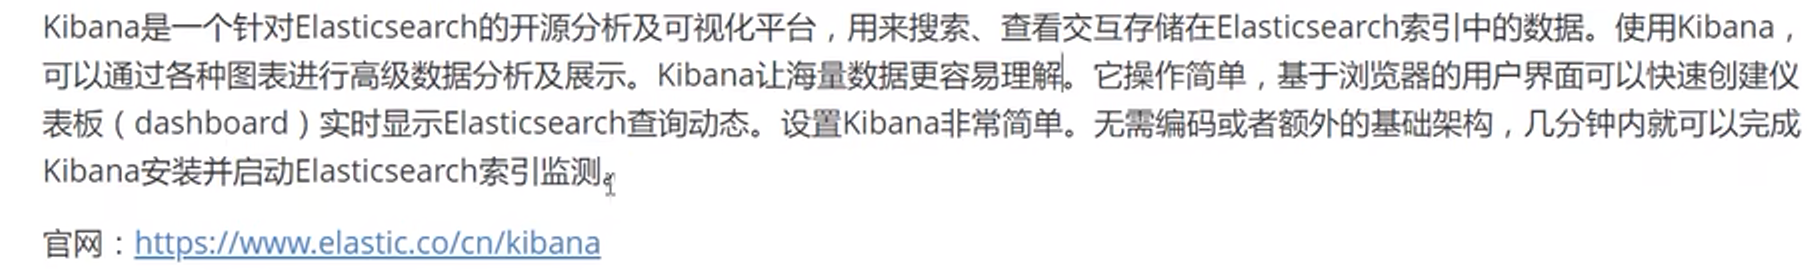 Kibana是一个针对Elasticsearch的开源分析及可视化平台，用来搜索、查看交互存储在Elasticsearch索引中的数据。使用Kibana，
可以通过各种图表进行高级数据分析及展示。Kibana让海量数据更容易理解。它操作简单，基于浏览器的用户界面可以快速创建仪
表板（dashboard）实时显示Elasticsearch查询动态。设置Kibana非常简单。无需编码或者额外的基础架构，几分钟内就可以完成
Kibana安装并启动Elasticsearch索引监测。
官网：https://www.elastic.co/cn/kibana